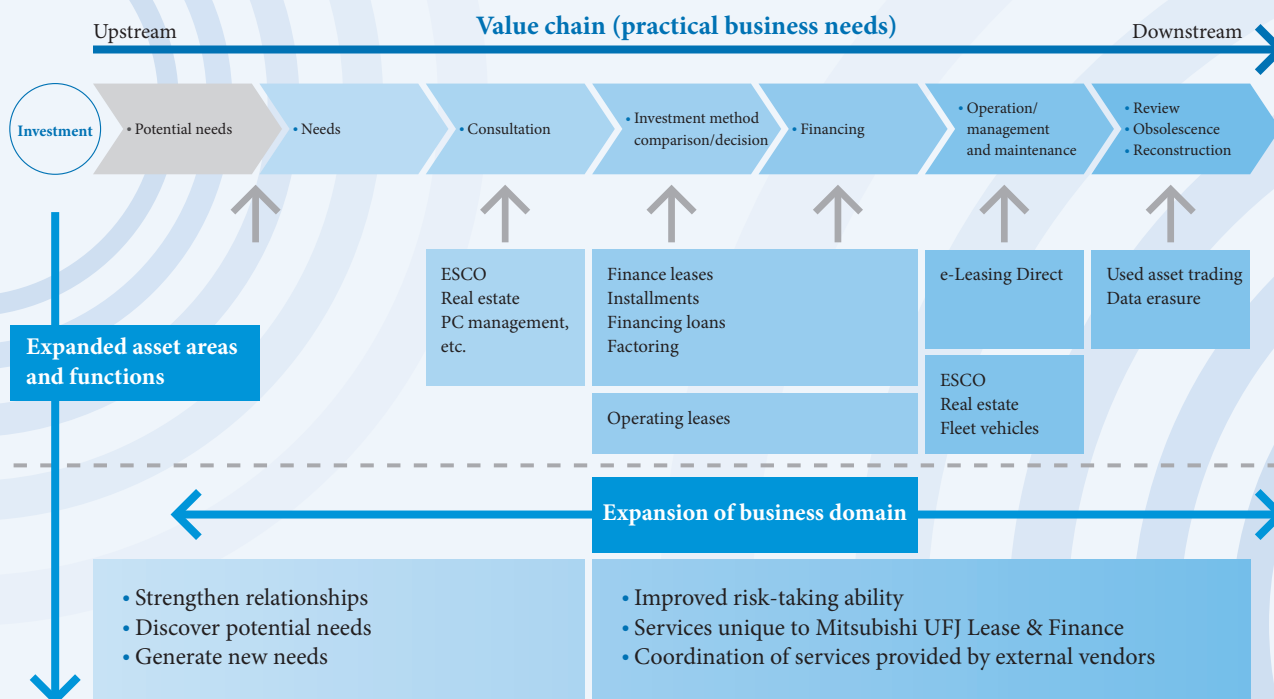 Value chain (practical business needs)
Upstream
Downstream
Investment
• Potential needs
• Needs
• Consultation
• Investment method
comparison/decision
• Financing
• Operation/
management
and maintenance
• Review
• Obsolescence
• Reconstruction
ESCO
Real estate
PC management,
etc.
Finance leases
Installments
Financing loans
Factoring
Operating leases
e-Leasing Direct
ESCO
Real estate
Fleet vehicles
Used asset trading
Data erasure
Expanded asset areas
and functions
Expansion of business domain
• Strengthen relationships
• Discover potential needs
• Generate new needs
• Improved risk-taking ability
• Services unique to Mitsubishi UFJ Lease & Finance
• Coordination of services provided by external vendors